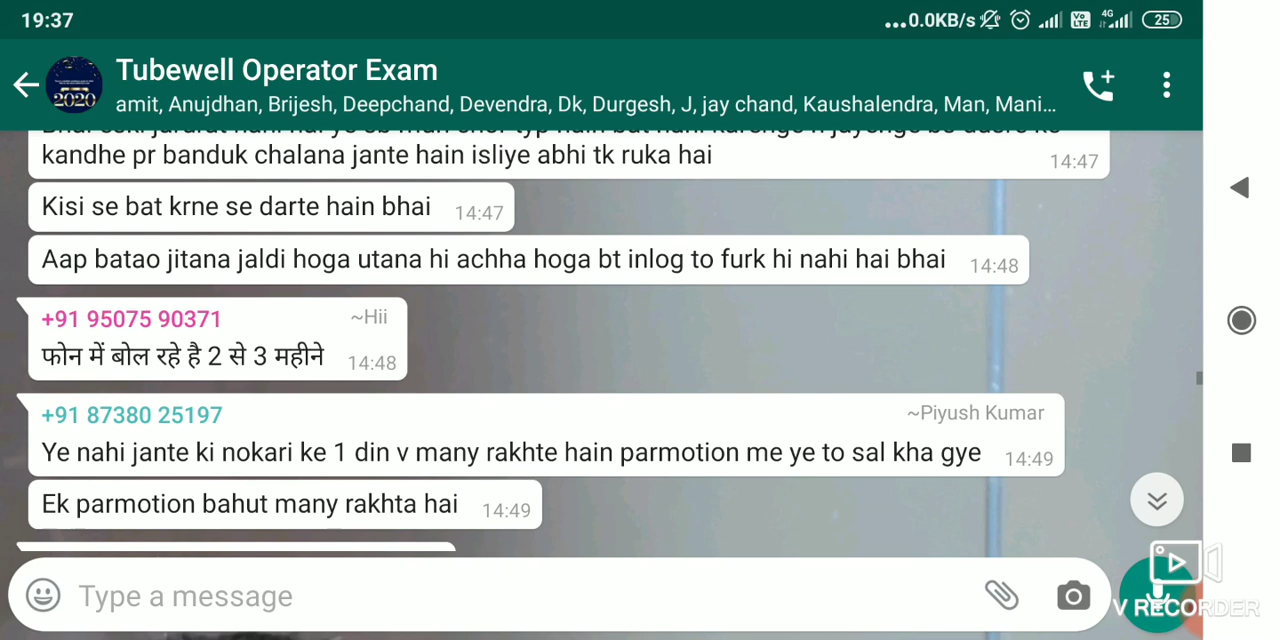 19:37
...0.0KB/s Vo LTE 4G 25
Tubewell Operator Exam
2020
amit, Anujdhan, Brijesh, Deepchand, Devendra, Dk, Durgesh, J, jay chand, Kaushalendra, Man, Mani...
kandhe pr banduk chalana jante hain isliye abhi tk ruka hai 14:47
Kisi se bat krne se darte hain bhai 14:47
Aap batao jitana jaldi hoga utana hi achha hoga bt inlog to furk hi nahi hai bhai 14:48
+91 95075 90371 ~Hii
फोन में बोल रहे है 2 से 3 महीने 14:48
+91 87380 25197 ~Piyush Kumar
Ye nahi jante ki nokari ke 1 din v many rakhte hain parmotion me ye to sal kha gye 14:49
Ek parmotion bahut many rakhta hai 14:49
Type a message
V RECORDER